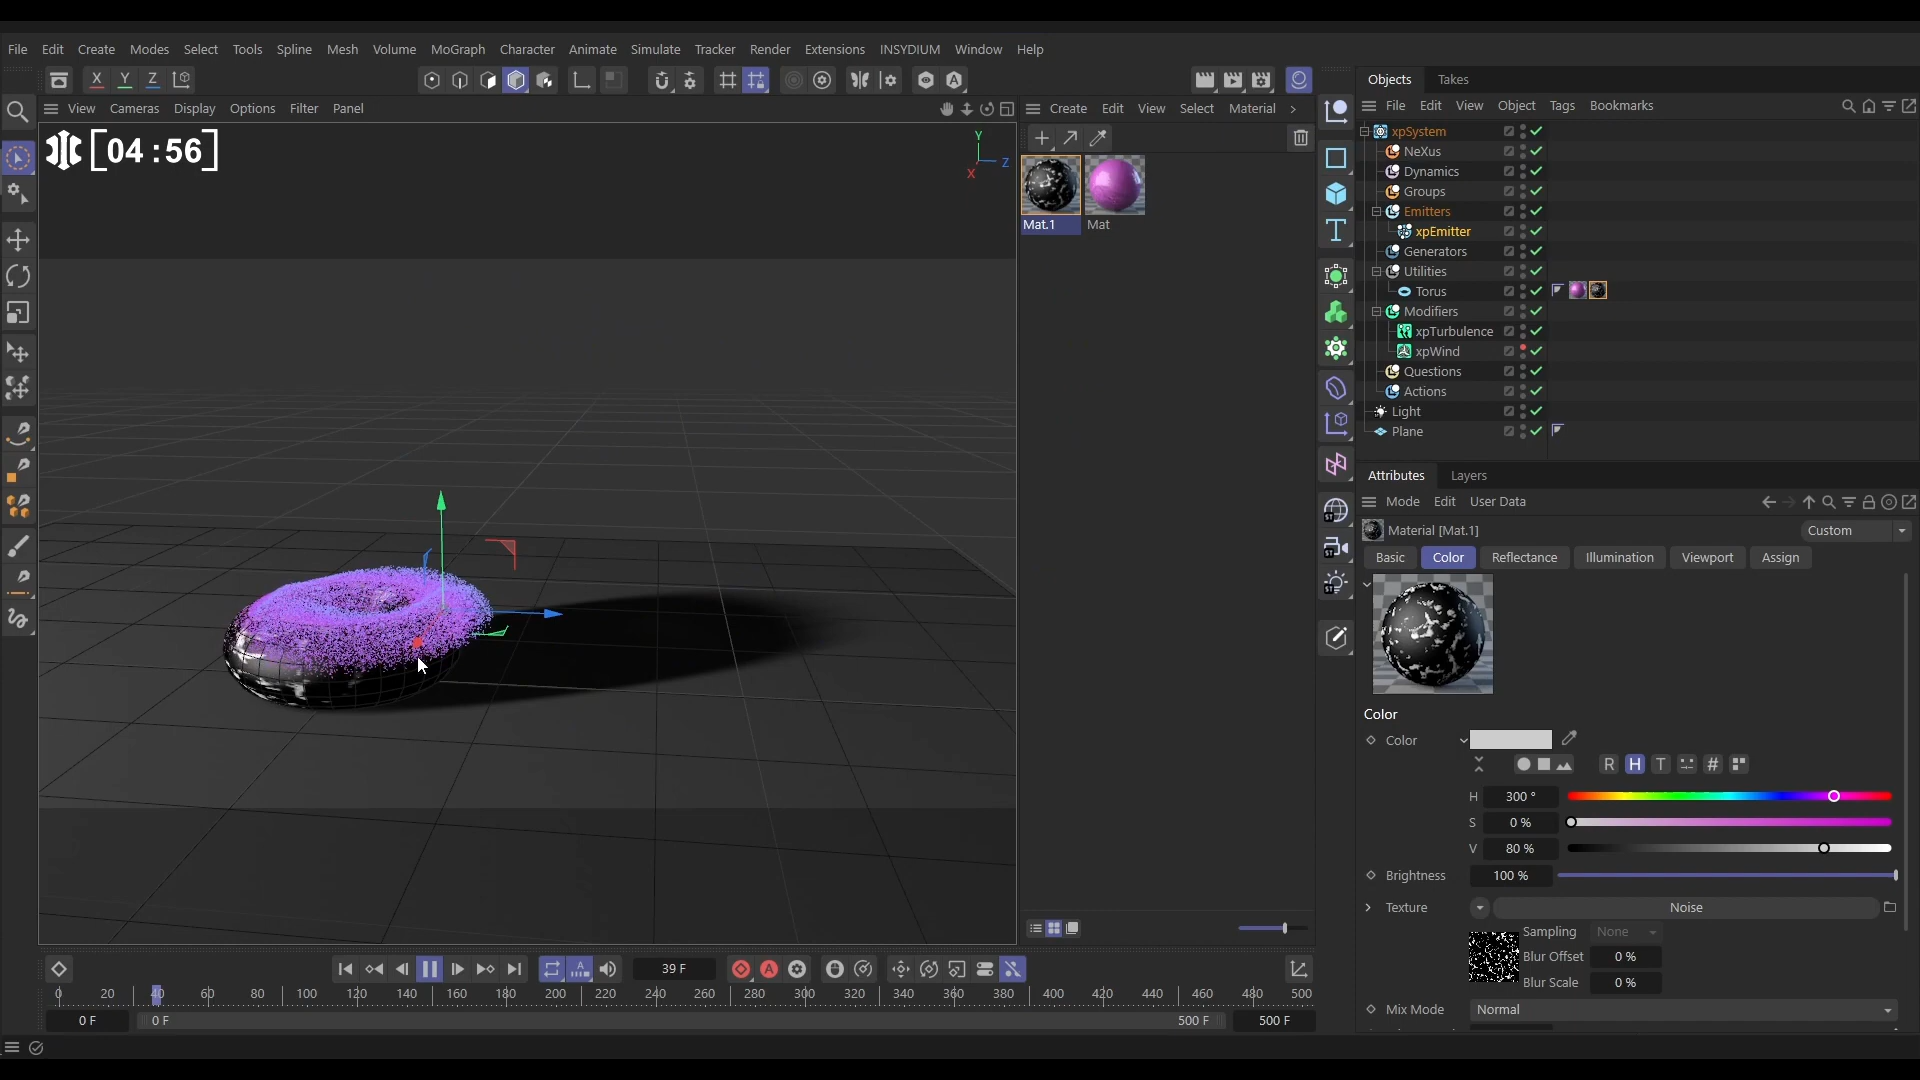 File Edit Create Modes Select Tools Spline Mesh Volume MoGraph Character Animate Simulate Tracker Render Extensions INSYDIUM Window Help
X Y Z
View Cameras Display Options Filter Panel
[04:56]
Y
Z
X
Create Edit View Select Material
Mat.1 Mat
Objects Takes
File Edit View Object Tags Bookmarks
xpSystem
NeXus
Dynamics
Groups
Emitters
xpEmitter
Generators
Utilities
Torus
Modifiers
xpTurbulence
xpWind
Questions
Actions
Light
Plane
Attributes Layers
Mode Edit User Data
Material [Mat.1] Custom
Basic Color Reflectance Illumination Viewport Assign
Color
Color
R H T #
H 300 °
S 0 %
V 80 %
Brightness 100 %
Texture Noise
Sampling None
Blur Offset 0 %
Blur Scale 0 %
Mix Mode Normal
39 F
0 20 40 60 80 100 120 140 160 180 200 220 240 260 280 300 320 340 360 380 400 420 440 460 480 500
0 F 0 F 500 F 500 F